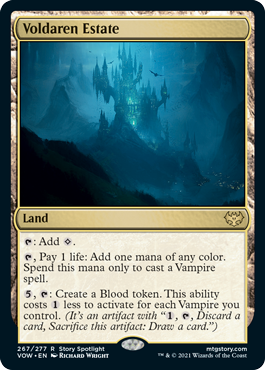 Voldaren Estate
Land
T: Add C.
T, Pay 1 life: Add one mana of any color.
Spend this mana only to cast a Vampire
spell.
5, T: Create a Blood token. This ability
costs 1 less to activate for each Vampire you
control. (It's an artifact with “1, T, Discard a
card, Sacrifice this artifact: Draw a card.”)
267/277 R Story Spotlight
VOW • EN Richard Wright
mtgstory.com
™ & © 2021 Wizards of the Coast